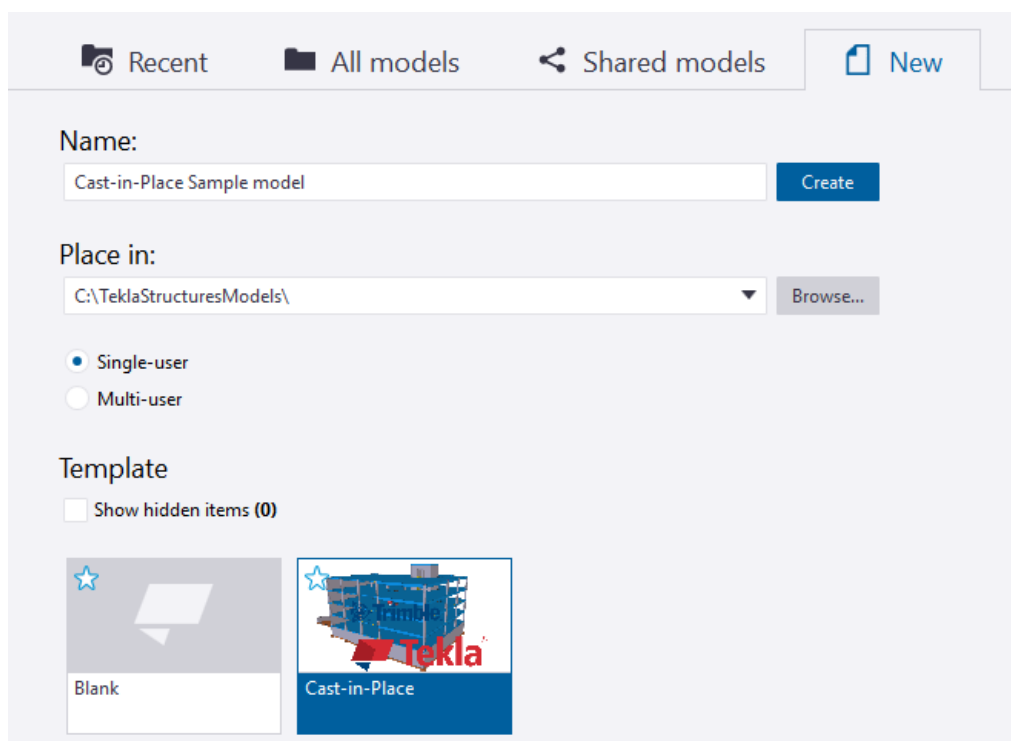 Recent All models Shared models New
Name:
Cast-in-Place Sample model Create
Place in:
C:\TeklaStructuresModels\ Browse...
Single-user
Multi-user
Template
Show hidden items (0)
Trimble
Tekla
Blank Cast-in-Place